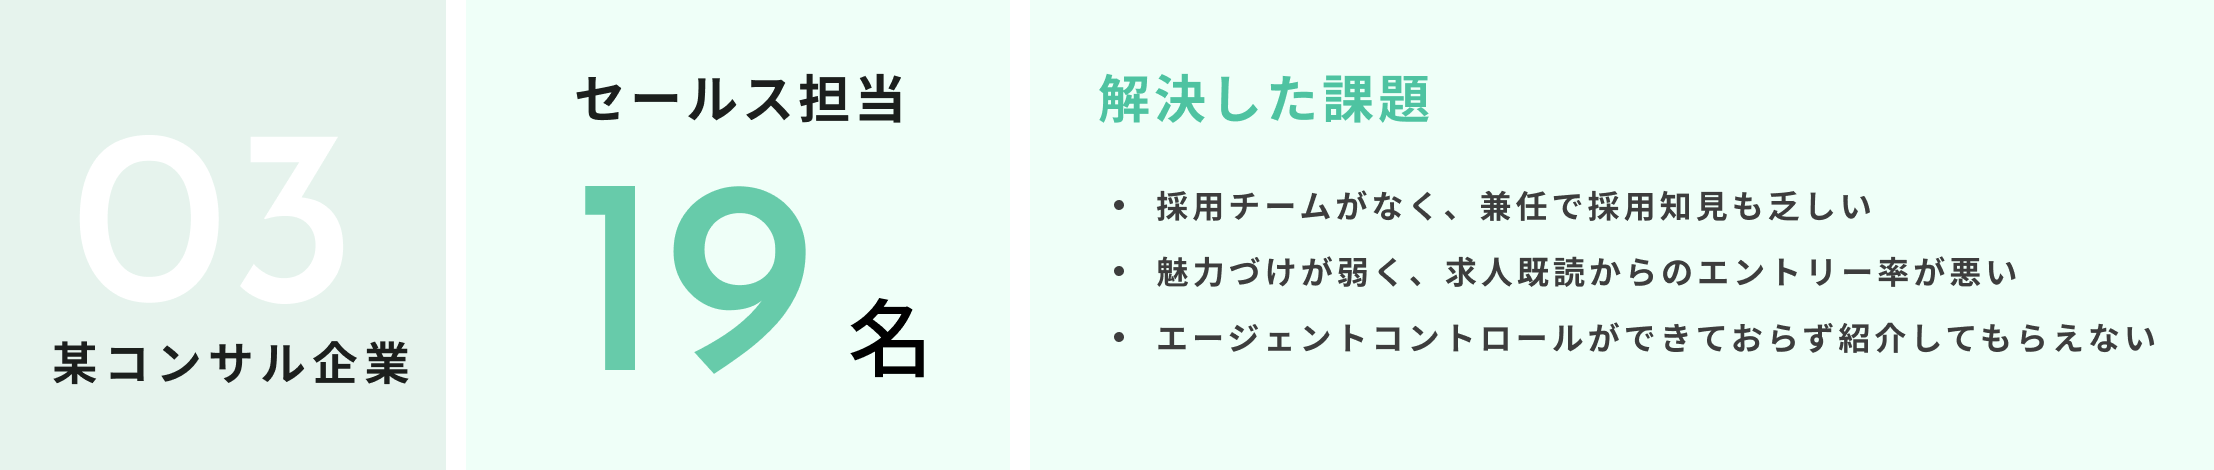 03
某コンサル企業
セールス担当
19 名
解決した課題
• 採用チームがなく、兼任で採用知見も乏しい
• 魅力づけが弱く、求人既読からのエントリー率が悪い
• エージェントコントロールができておらず紹介してもらえない